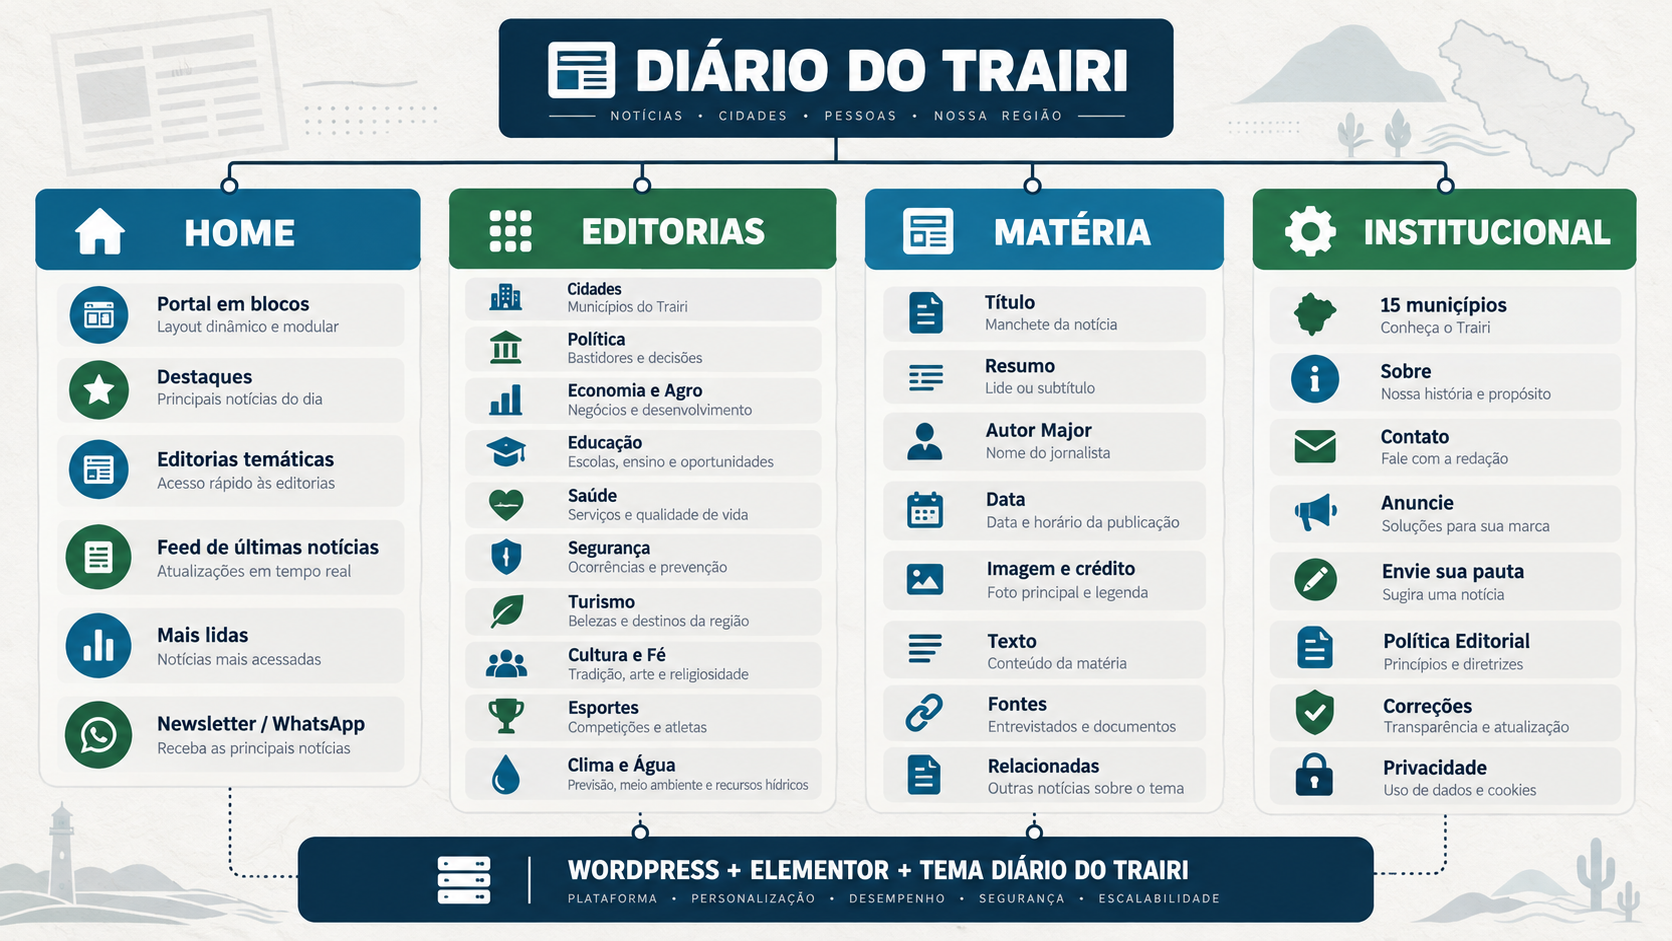 DIÁRIO DO TRAIRI
NOTÍCIAS • CIDADES • PESSOAS • NOSSA REGIÃO
HOME
Portal em blocos
Layout dinâmico e modular
Destaques
Principais notícias do dia
Editorias temáticas
Acesso rápido às editorias
Feed de últimas notícias
Atualizações em tempo real
Mais lidas
Notícias mais acessadas
Newsletter / WhatsApp
Receba as principais notícias
EDITORIAS
Cidades
Municípios do Trairi
Política
Bastidores e decisões
Economia e Agro
Negócios e desenvolvimento
Educação
Escolas, ensino e oportunidades
Saúde
Serviços e qualidade de vida
Segurança
Ocorrências e prevenção
Turismo
Belezas e destinos da região
Cultura e Fé
Tradição, arte e religiosidade
Esportes
Competições e atletas
Clima e Água
Previsão, meio ambiente e recursos hídricos
MATÉRIA
Título
Manchete da notícia
Resumo
Lide ou subtítulo
Autor Major
Nome do jornalista
Data
Data e horário da publicação
Imagem e crédito
Foto principal e legenda
Texto
Conteúdo da matéria
Fontes
Entrevistados e documentos
Relacionadas
Outras notícias sobre o tema
INSTITUCIONAL
15 muniçípios
Conheça o Trairi
Sobre
Nossa história e propósito
Contato
Fale com a redação
Anuncie
Soluções para sua marca
Envie sua pauta
Sugira uma notícia
Política Editorial
Princípios e diretrizes
Correções
Transparência e atualização
Privacidade
Uso de dados e cookies
WORDPRESS + ELEMENTOR + TEMA DIÁRIO DO TRAIRI
PLATAFORMA • PERSONALIZAÇÃO • DESEMPENHO • SEGURANÇA • ESCALABILIDADE